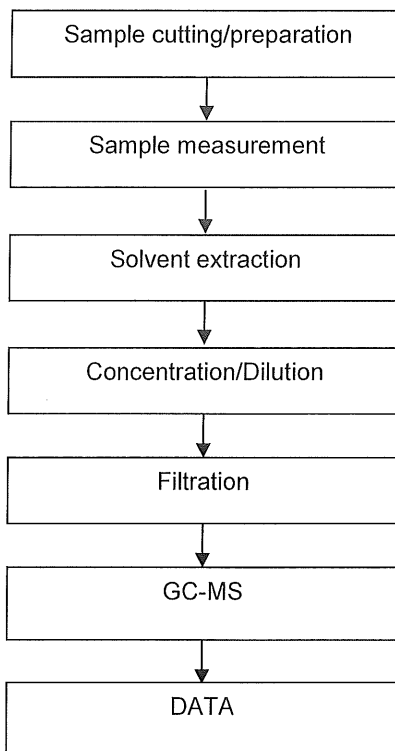 Sample cutting/preparation
Sample measurement
Solvent extraction
Concentration/Dilution
Filtration
GC-MS
DATA